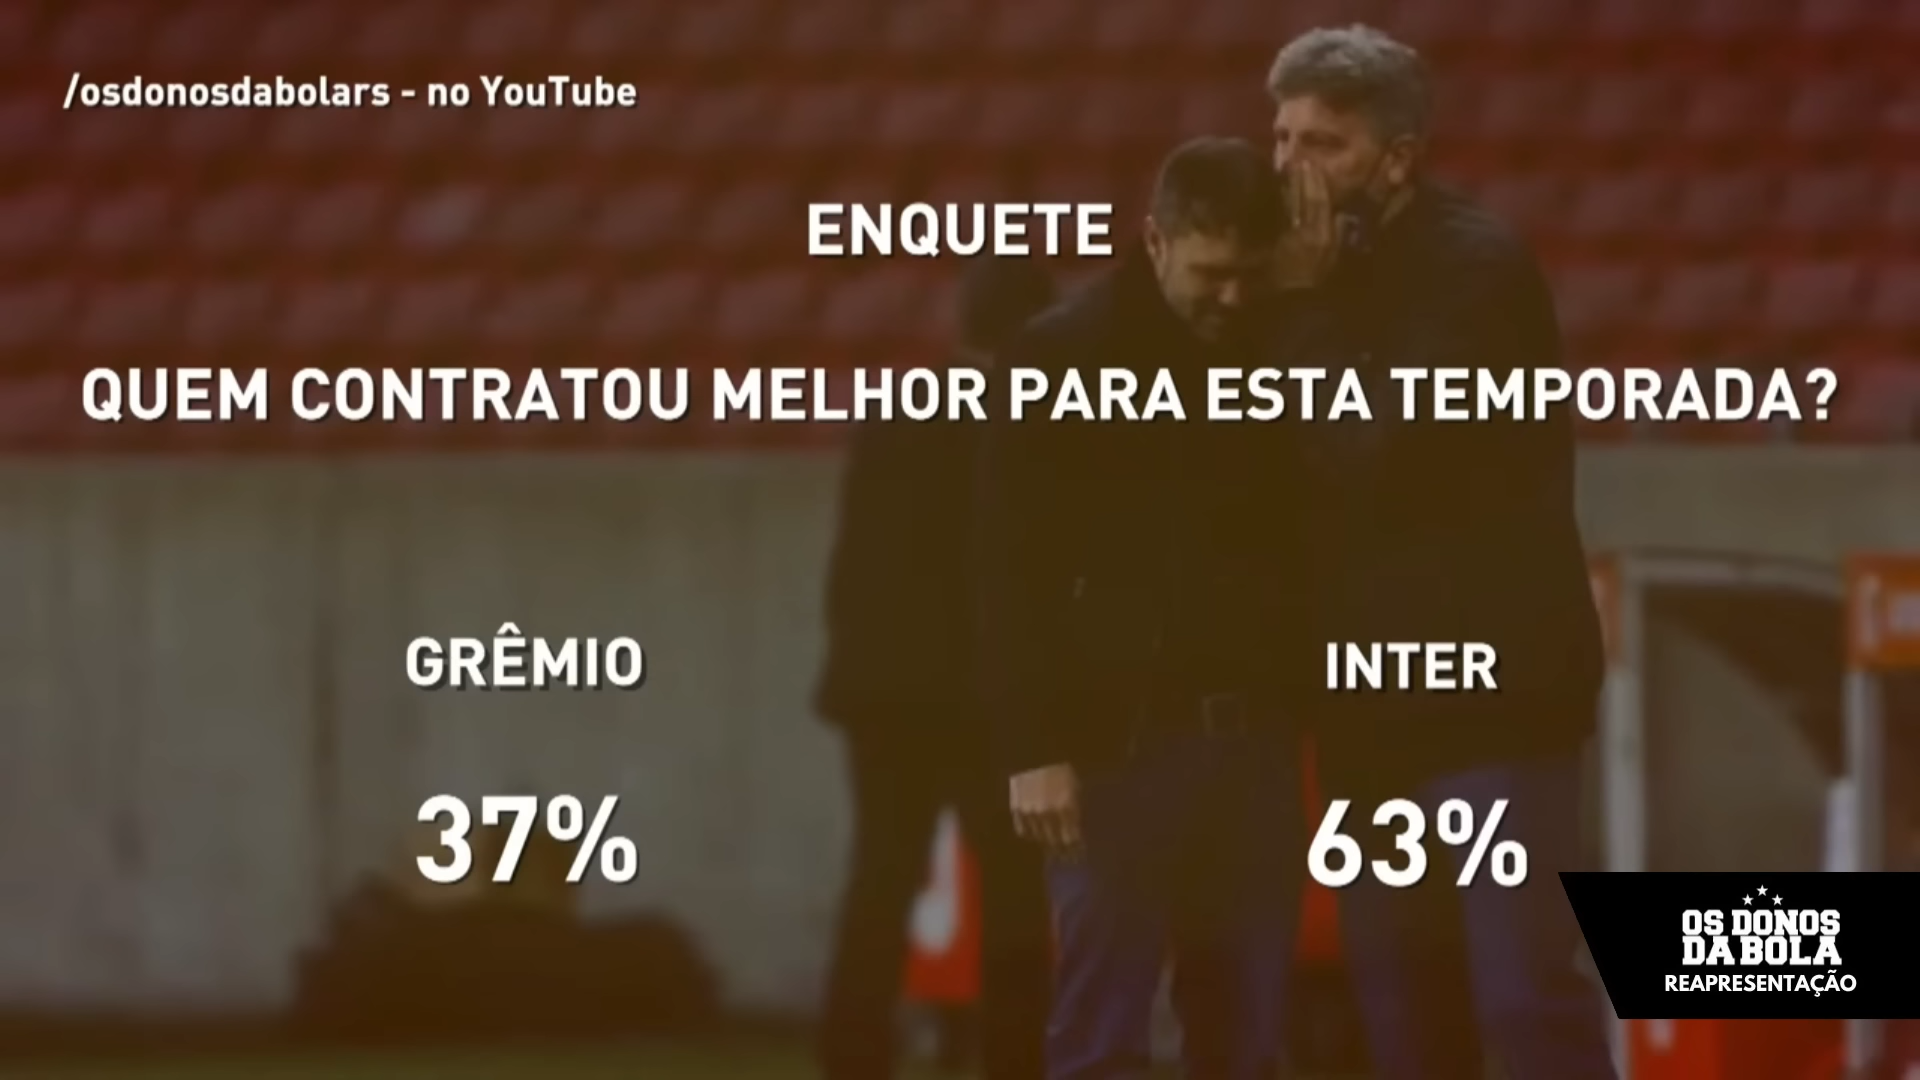 /osdonosdabolars - no YouTube
ENQUETE
QUEM CONTRATOU MELHOR PARA ESTA TEMPORADA?
GRÊMIO
INTER
37%
63%
OS DONOS
DA BOLA
REAPRESENTAÇÃO